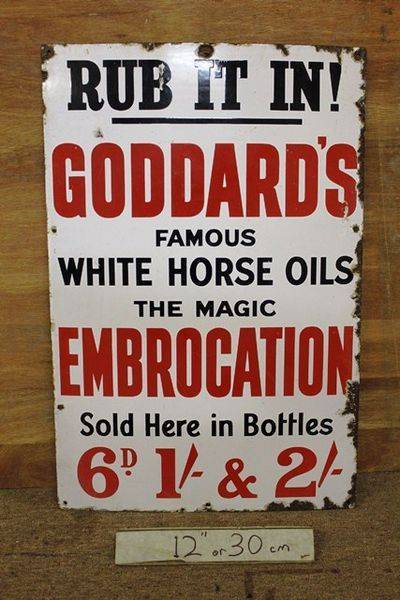 RUB IT IN!
GODDARD'S
FAMOUS
WHITE HORSE OILS
THE MAGIC
EMBROCATION
Sold Here in Bottles
6D. 1/- & 2/-
12" or 30 cm